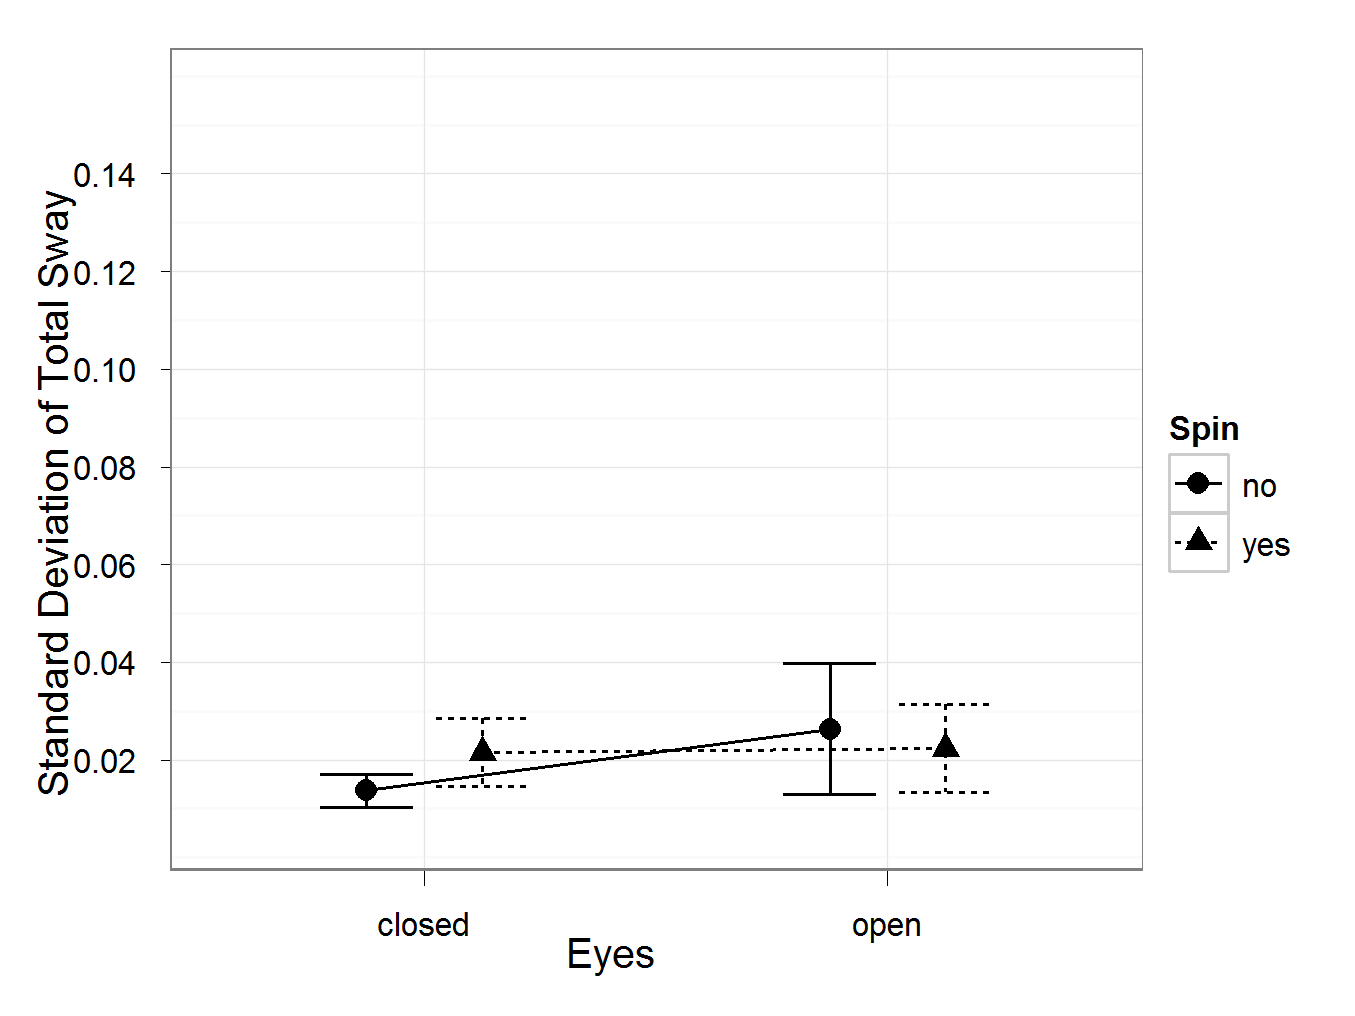 Standard Deviation of Total Sway
0.14
0.12
0.10
0.08
0.06
0.04
0.02
closed
open
Eyes
Spin
no
yes